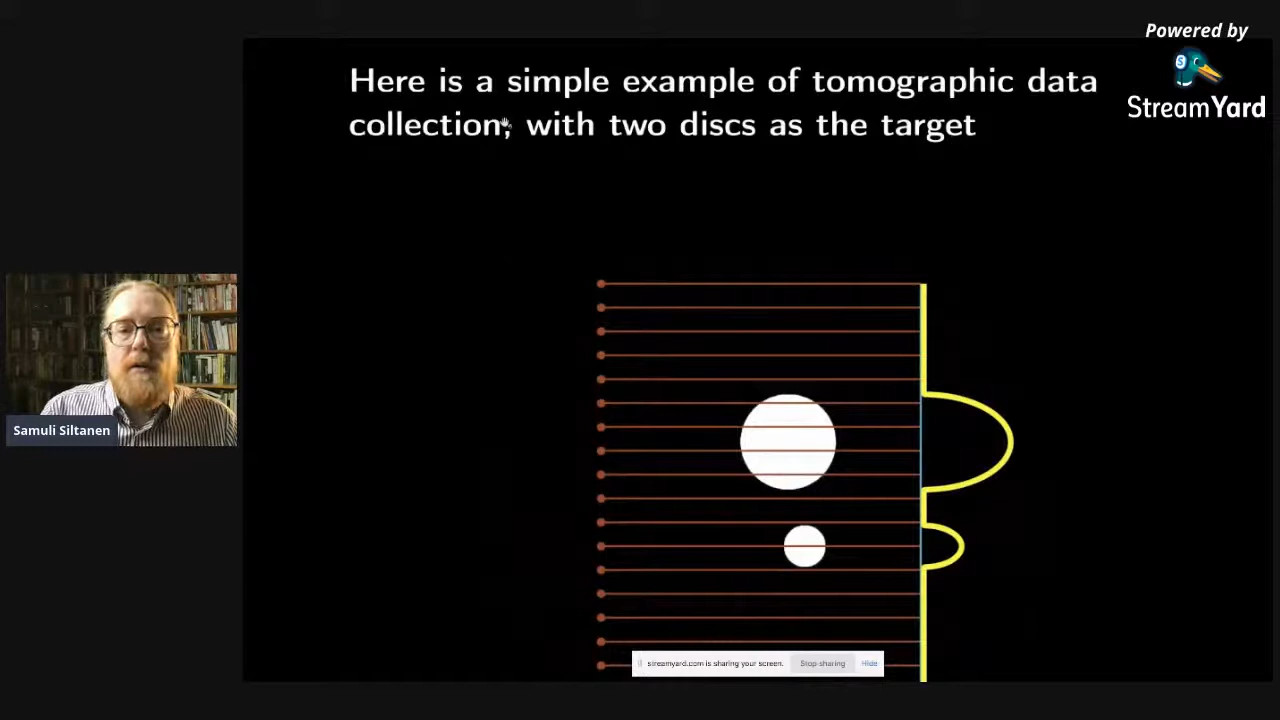 Powered by
StreamYard
Here is a simple example of tomographic data
collection, with two discs as the target
Samuli Siltanen
streamyard.com is sharing your screen.
Stop sharing
Hide